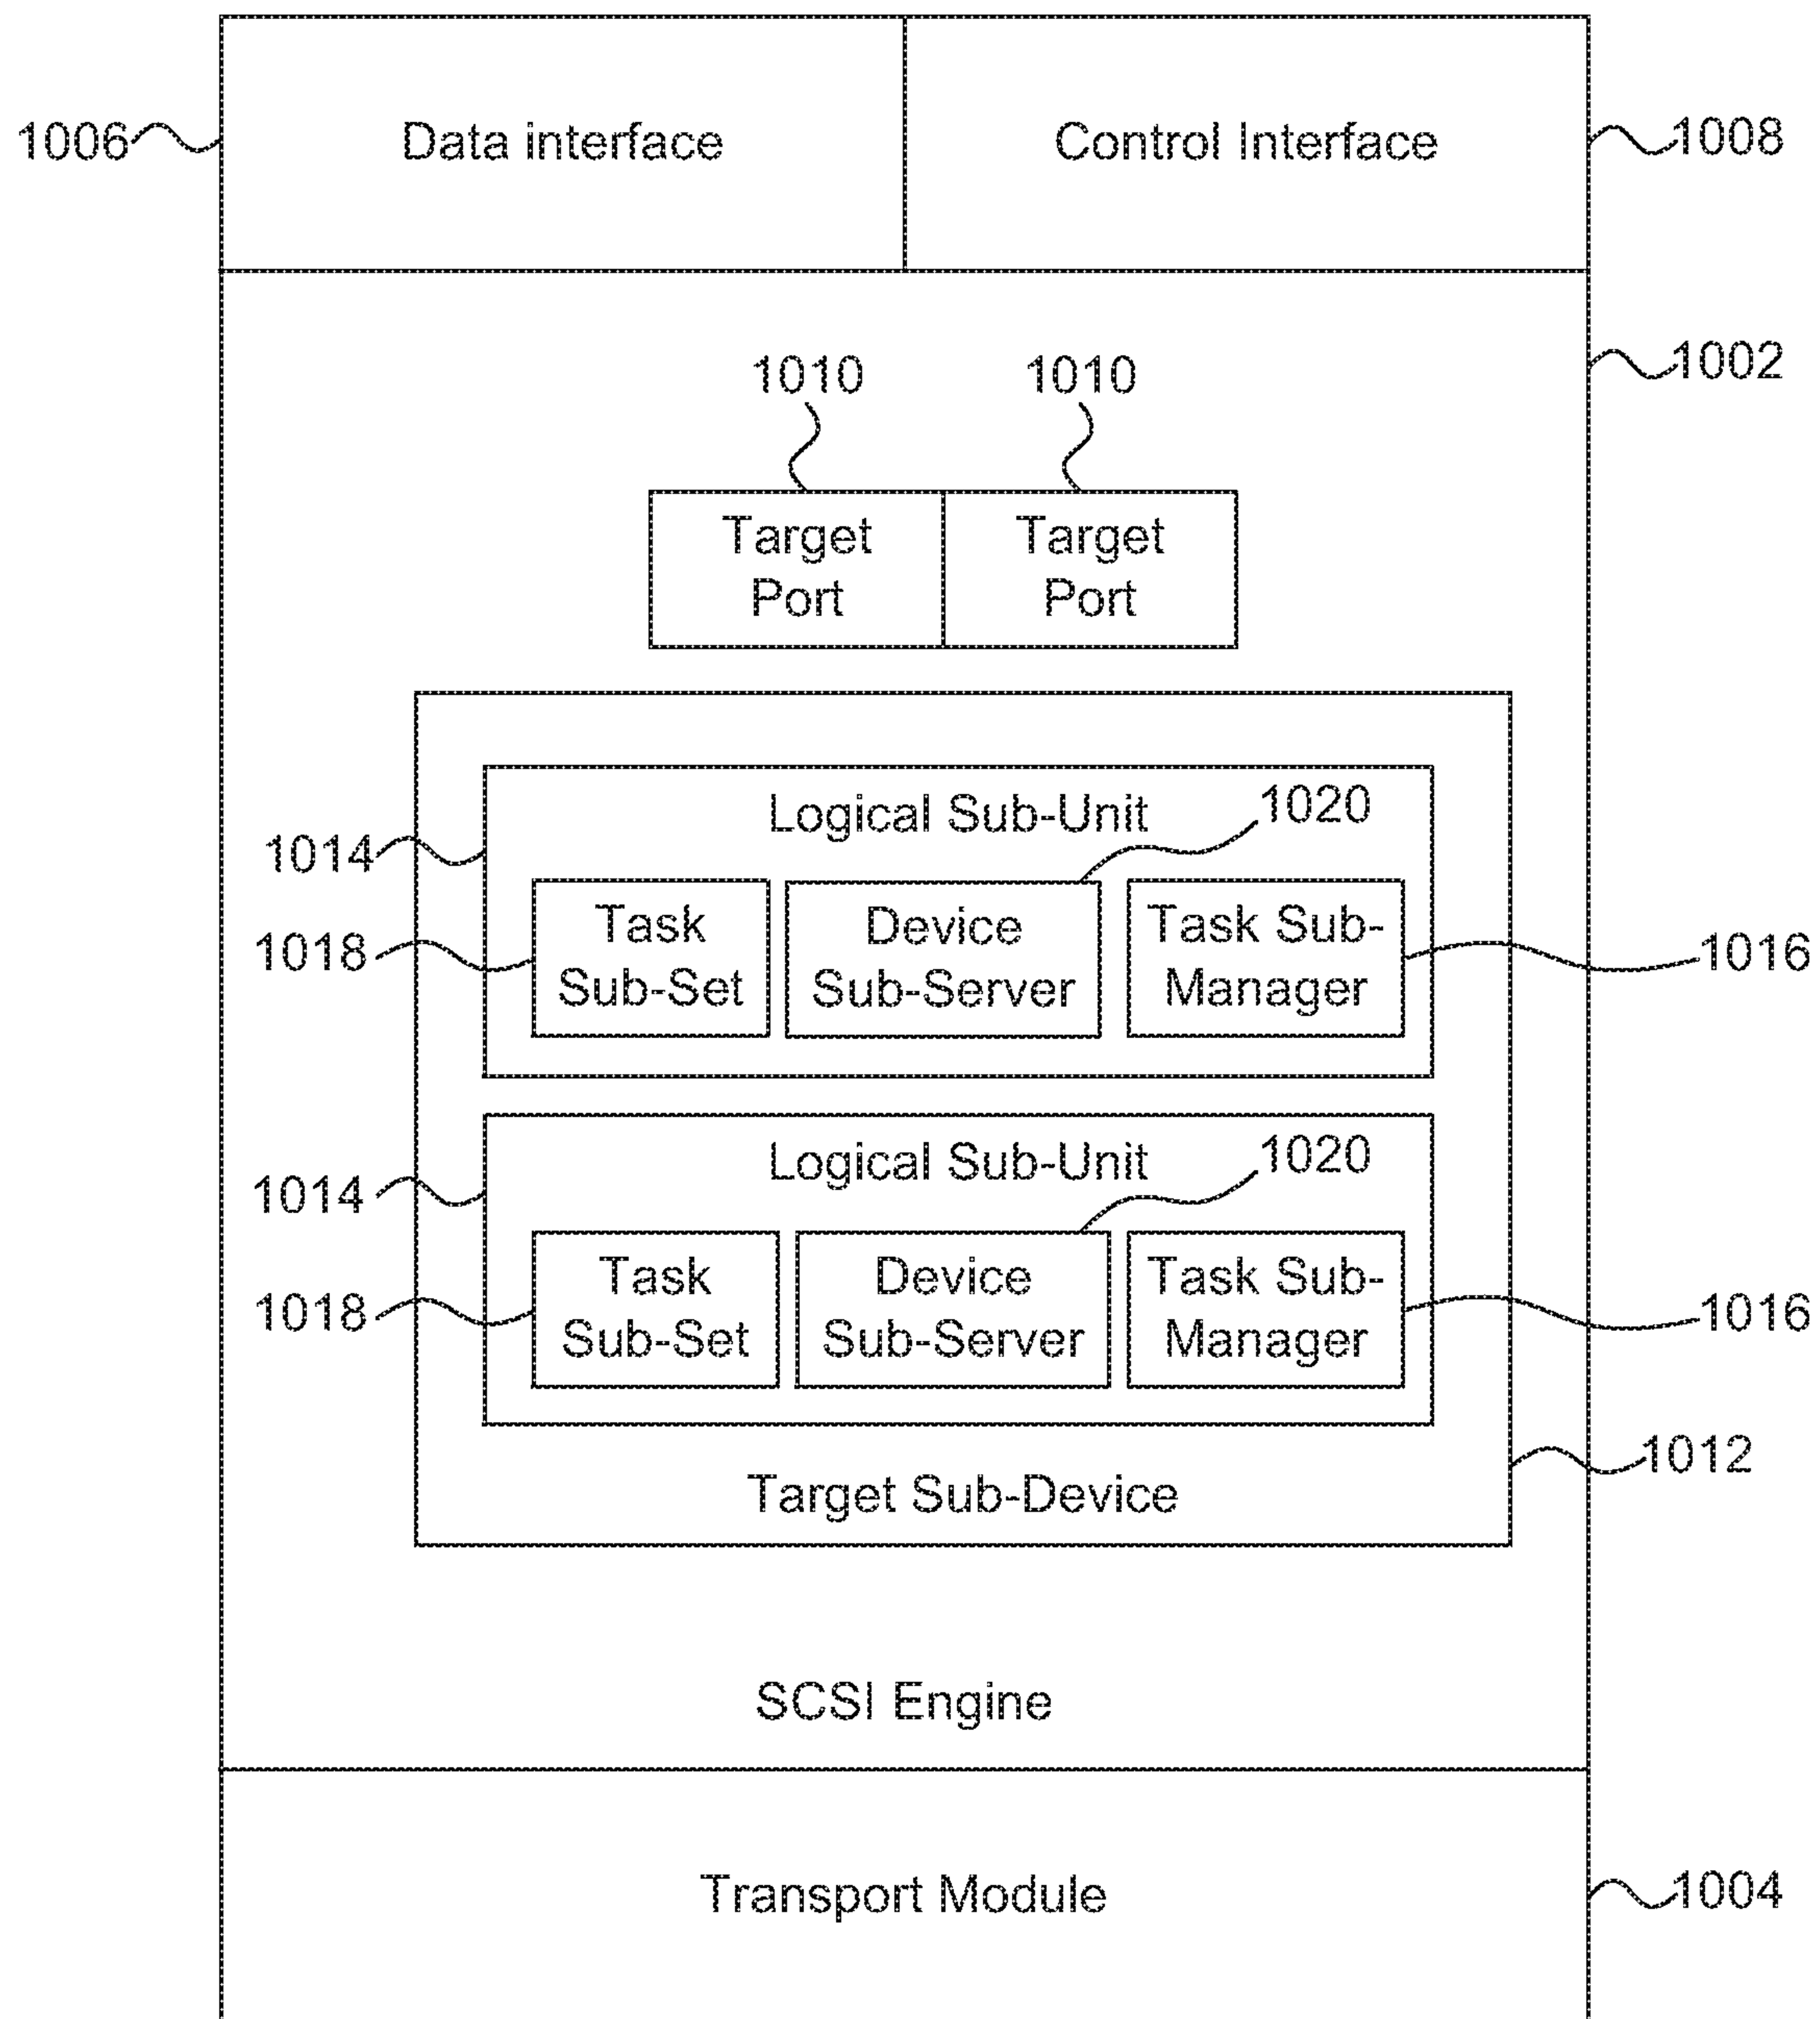 1006
Data interface
Control Interface
1008
1002
1010
1010
Target
Port
Target
Port
Logical Sub-Unit
1020
1014
Task
Sub-Set
Device
Sub-Server
Task Sub-
Manager
1018
1016
Logical Sub-Unit
1020
1014
Task
Sub-Set
Device
Sub-Server
Task Sub-
Manager
1018
1016
1012
Target Sub-Device
SCSI Engine
Transport Module
1004